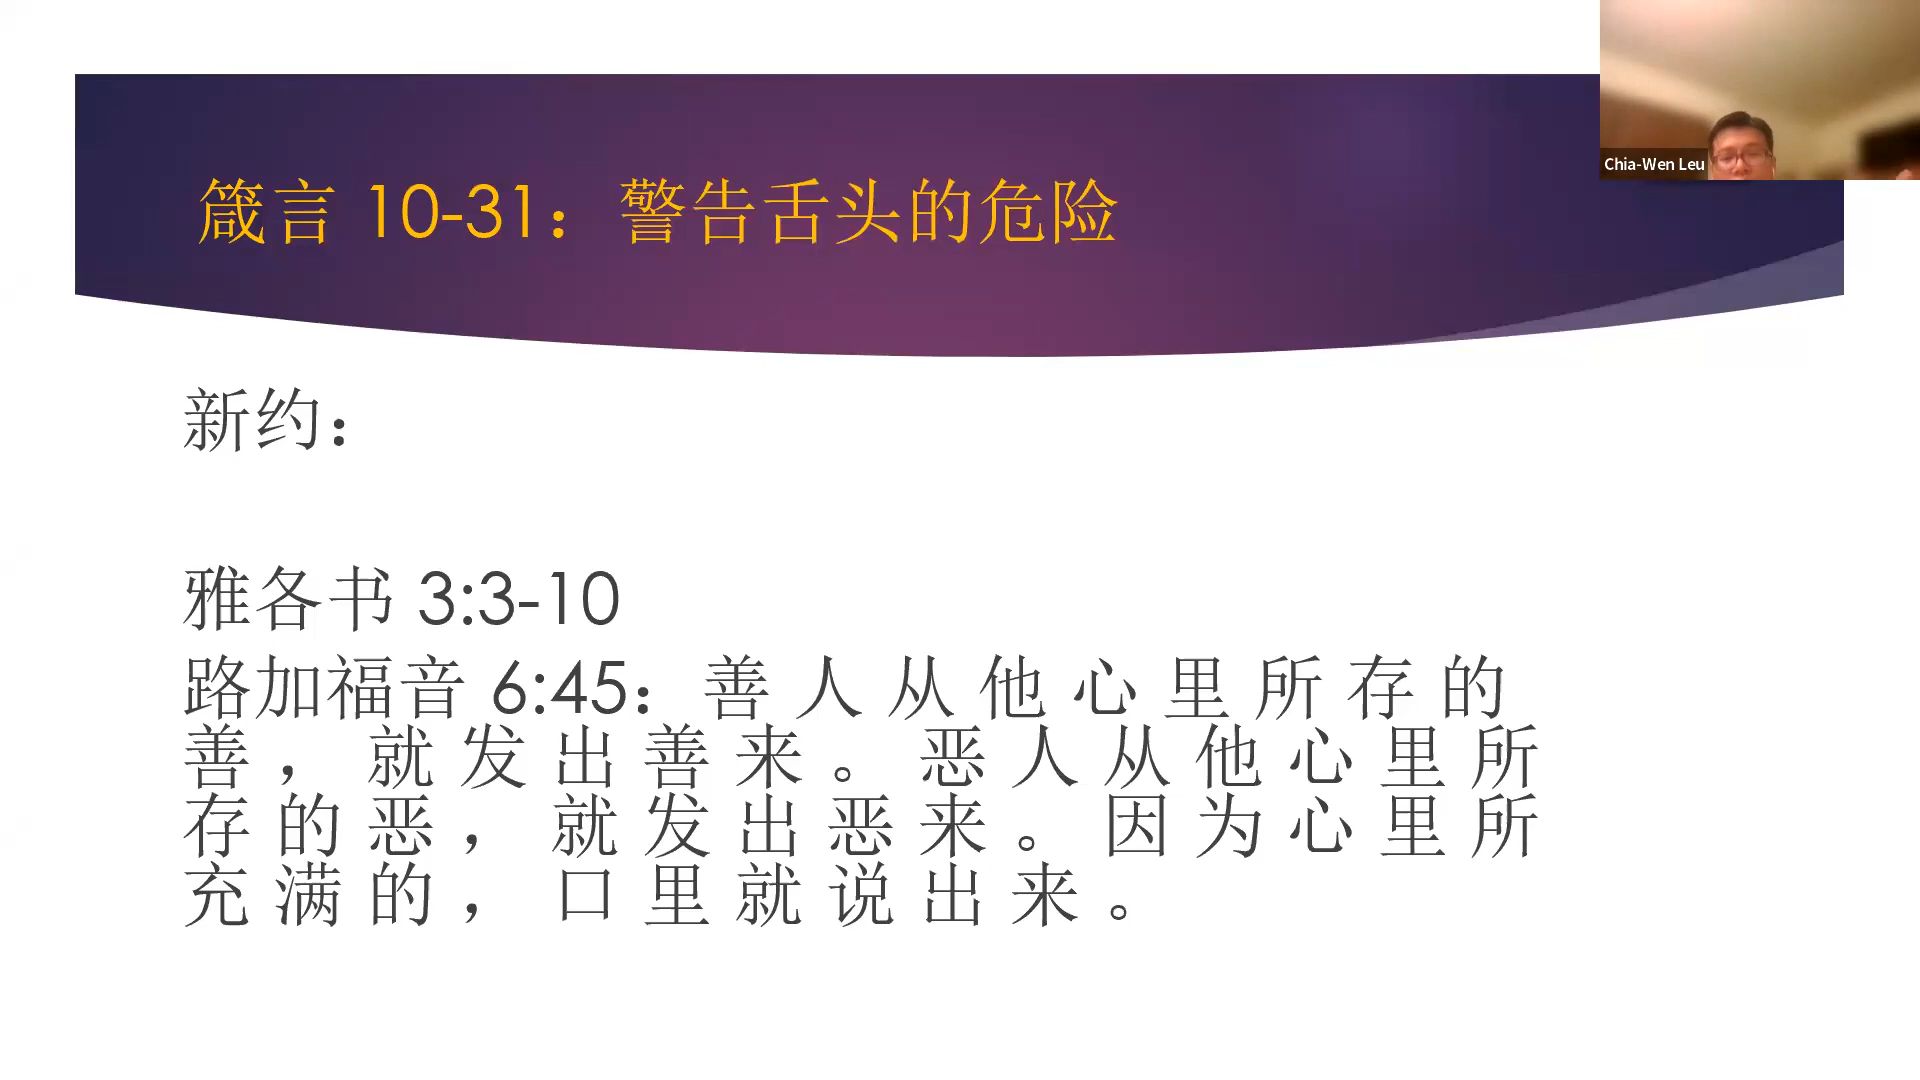 Chia-Wen Leu
箴言 10-31：警告舌头的危险
新约：
雅各书 3:3-10
路加福音 6:45：善 人 从 他 心 里 所 存 的
善 ， 就 发 出 善 来 。 恶 人 从 他 心 里 所
存 的 恶 ， 就 发 出 恶 来 。 因 为 心 里 所
充 满 的 ， 口 里 就 说 出 来 。